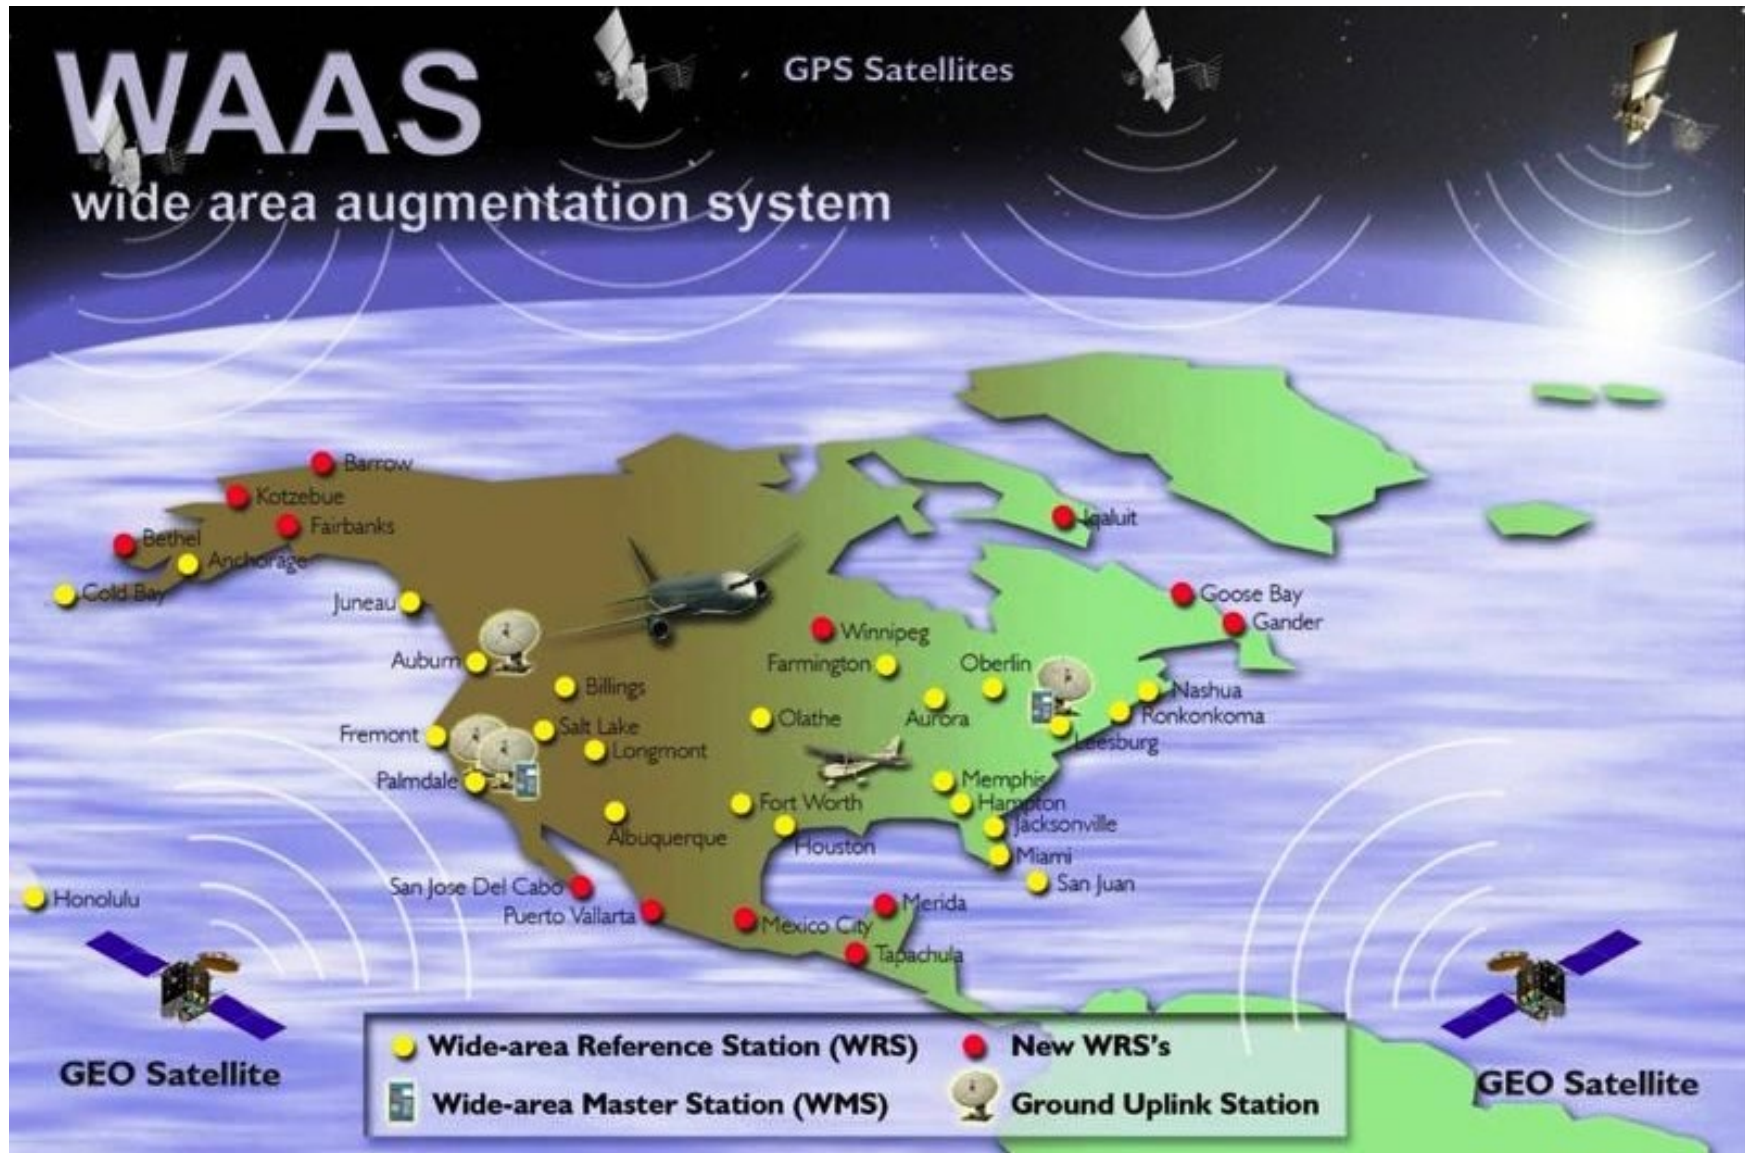 WAAS
GPS Satellites
wide area augmentation system
Barrow
Kotzebue
Fairbanks
Iqaluit
Bethel
Anchorage
Cold Bay
Juneau
Goose Bay
Gander
Winnipeg
Auburn
Farmington
Oberlin
Billings
Nashua
Ronkonkoma
Olathe
Aurora
Fremont
Salt Lake
Leesburg
Longmont
Palmdale
Memphis
Fort Worth
Hampton
Jacksonville
Albuquerque
Houston
Miami
San Juan
San Jose Del Cabo
Honolulu
Puerto Vallarta
Merida
Mexico City
Tapachula
GEO Satellite
GEO Satellite
Wide-area Reference Station (WRS)
New WRS's
Wide-area Master Station (WMS)
Ground Uplink Station